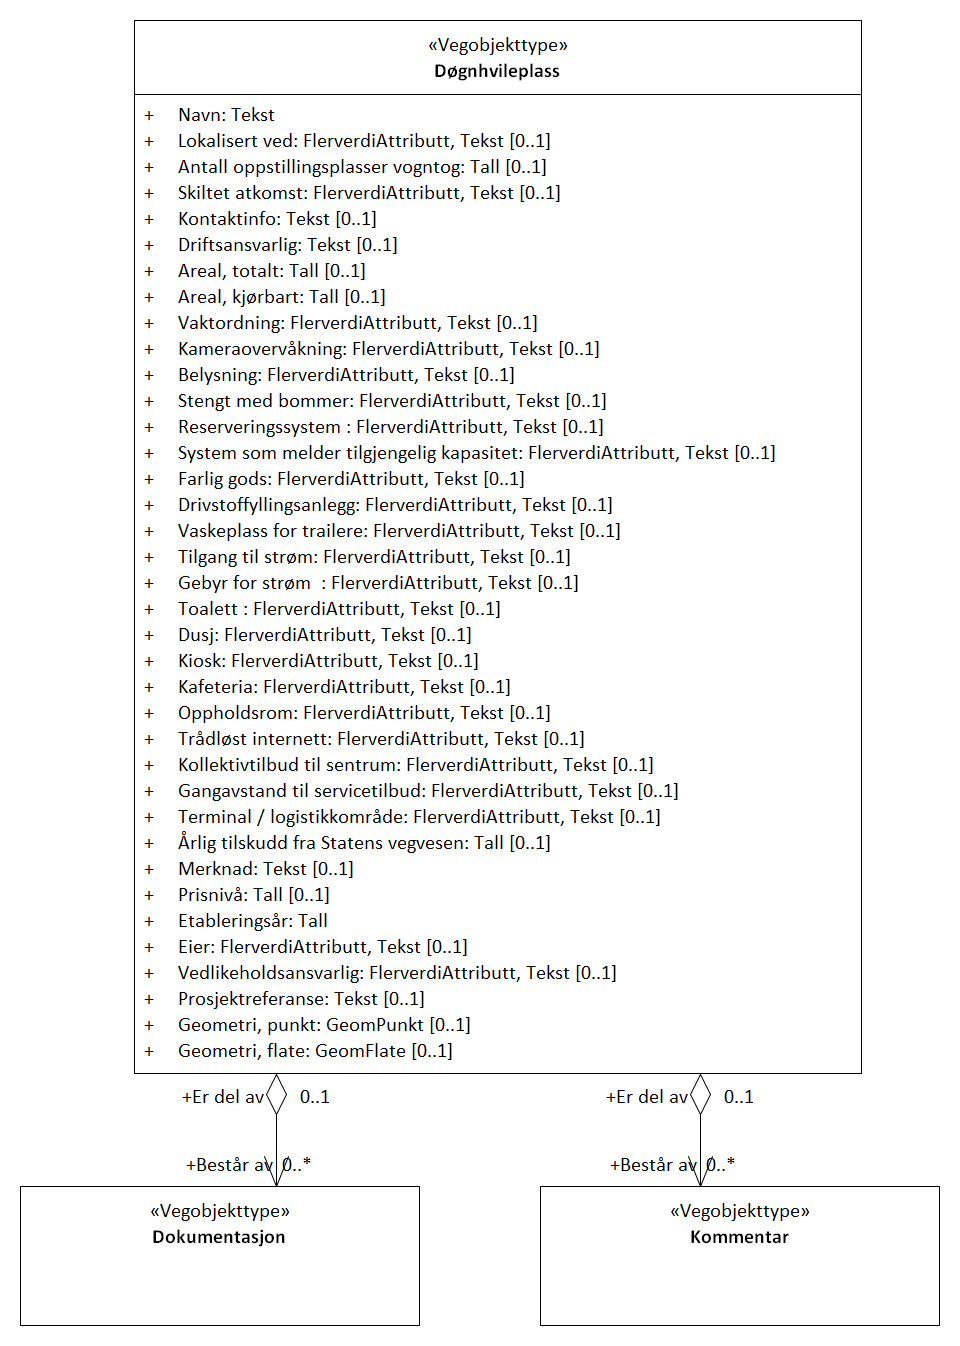 «Vegobjekttype»
Døgnhvileplass
+ Navn: Tekst
+ Lokalisert ved: FlerverdiAttributt, Tekst [0..1]
+ Antall oppstillingsplasser vogntog: Tall [0..1]
+ Skiltet atkomst: FlerverdiAttributt, Tekst [0..1]
+ Kontaktinfo: Tekst [0..1]
+ Driftsansvarlig: Tekst [0..1]
+ Areal, totalt: Tall [0..1]
+ Areal, kjørbart: Tall [0..1]
+ Vaktordning: FlerverdiAttributt, Tekst [0..1]
+ Kameraovervåkning: FlerverdiAttributt, Tekst [0..1]
+ Belysning: FlerverdiAttributt, Tekst [0..1]
+ Stengt med bommer: FlerverdiAttributt, Tekst [0..1]
+ Reserveringssystem : FlerverdiAttributt, Tekst [0..1]
+ System som melder tilgjengelig kapasitet: FlerverdiAttributt, Tekst [0..1]
+ Farlig gods: FlerverdiAttributt, Tekst [0..1]
+ Drivstoffyllingsanlegg: FlerverdiAttributt, Tekst [0..1]
+ Vaskeplass for trailere: FlerverdiAttributt, Tekst [0..1]
+ Tilgang til strøm: FlerverdiAttributt, Tekst [0..1]
+ Gebyr for strøm  : FlerverdiAttributt, Tekst [0..1]
+ Toalett : FlerverdiAttributt, Tekst [0..1]
+ Dusj: FlerverdiAttributt, Tekst [0..1]
+ Kiosk: FlerverdiAttributt, Tekst [0..1]
+ Kafeteria: FlerverdiAttributt, Tekst [0..1]
+ Oppholdsrom: FlerverdiAttributt, Tekst [0..1]
+ Trådløst internett: FlerverdiAttributt, Tekst [0..1]
+ Kollektivtilbud til sentrum: FlerverdiAttributt, Tekst [0..1]
+ Gangavstand til servicetilbud: FlerverdiAttributt, Tekst [0..1]
+ Terminal / logistikkområde: FlerverdiAttributt, Tekst [0..1]
+ Årlig tilskudd fra Statens vegvesen: Tall [0..1]
+ Merknad: Tekst [0..1]
+ Prisnivå: Tall [0..1]
+ Etableringsår: Tall
+ Eier: FlerverdiAttributt, Tekst [0..1]
+ Vedlikeholdsansvarlig: FlerverdiAttributt, Tekst [0..1]
+ Prosjektreferanse: Tekst [0..1]
+ Geometri, punkt: GeomPunkt [0..1]
+ Geometri, flate: GeomFlate [0..1]
+Er del av 0..1 +Er del av 0..1
+Består av 0..* +Består av 0..*
«Vegobjekttype»
Dokumentasjon
«Vegobjekttype»
Kommentar